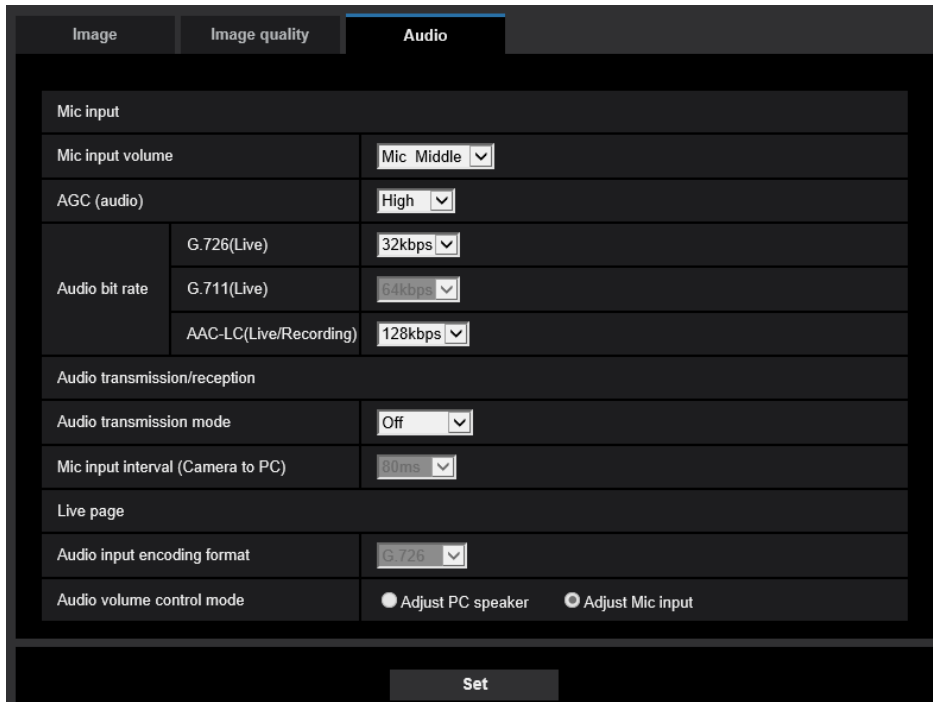 Image Image quality Audio
Mic input
Mic input volume Mic Middle
AGC (audio) High
Audio bit rate
G.726(Live) 32kbps
G.711(Live) 64kbps
AAC-LC(Live/Recording) 128kbps
Audio transmission/reception
Audio transmission mode Off
Mic input interval (Camera to PC) 80ms
Live page
Audio input encoding format G.726
Audio volume control mode Adjust PC speaker Adjust Mic input
Set